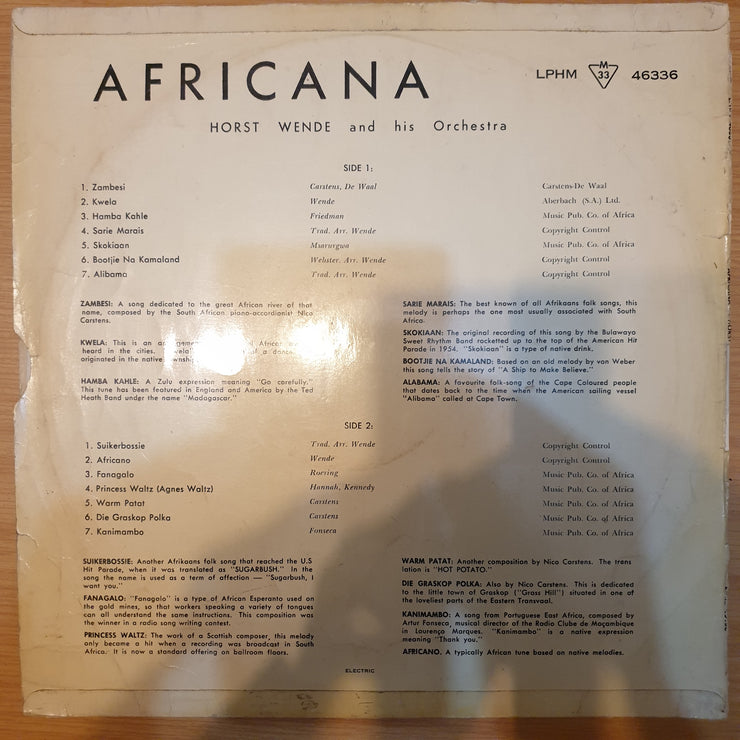 AFRICANA
LPHM M 33 46336
HORST WENDE and his Orchestra
SIDE 1:
1. Zambesi Carstens, De Waal Carstens-De Waal
2. Kwela Wende Aberbach (S.A.) Ltd.
3. Hamba Kahle Friedman Music Pub. Co. of Africa
4. Sarie Marais Trad. Arr. Wende Copyright Control
5. Skokiaan Msarurgwa Music Pub. Co. of Africa
6. Bootjie Na Kamaland Webster. Arr. Wende Copyright Control
7. Alibama Trad. Arr. Wende Copyright Control
ZAMBESI: A song dedicated to the great African river of that
name, composed by the South African piano-accordionist Nico
Carstens.
KWELA: This is an African
heard in the cities. of a
originated in the native
HAMBA KAHLE: A Zulu expression meaning "Go carefully."
This tune has been featured in England and America by the Ted
Heath Band under the name "Madagascar."
SARIE MARAIS: The best known of all Afrikaans folk songs, this
melody is perhaps the one most usually associated with South
Africa.
SKOKIAAN: The original recording of this song by the Bulawayo
Sweet Rhythm Band rocketted up to the top of the American Hit
Parade in 1954. "Skokiaan" is a type of native drink.
BOOTJIE NA KAMALAND: Based on an old melody by von Weber
this song tells the story of "A Ship to Make Believe."
ALABAMA: A favourite folk-song of the Cape Coloured people
that dates back to the time when the American sailing vessel
"Alibama" called at Cape Town.
SIDE 2:
1. Suikerbossie Trad. Arr. Wende Copyright Control
2. Africano Wende Copyright Control
3. Fanagalo Roering Music Pub. Co. of Africa
4. Princess Waltz (Agnes Waltz) Hannah, Kennedy Music Pub. Co. of Africa
5. Warm Patat Carstens Music Pub. Co. of Africa
6. Die Graskop Polka Carstens Music Pub. Co. of Africa
7. Kanimambo Fonseca Music Pub. Co. of Africa
SUIKERBOSSIE: Another Afrikaans folk song that reached the U.S
Hit Parade, when it was translated as "SUGARBUSH." In the
song the name is used as a term of affection — "Sugarbush, I
want you."
FANAGALO: "Fanagalo" is a type of African Esperanto used on
the gold mines, so that workers speaking a variety of tongues
can all understand the same instructions. This composition was
the winner in a radio song writing contest.
PRINCESS WALTZ: The work of a Scottish composer, this melody
only became a hit when a recording was broadcast in South
Africa. It is now a standard offering on ballroom floors.
WARM PATAT: Another composition by Nico Carstens. The trans
lation is "HOT POTATO."
DIE GRASKOP POLKA: Also by Nico Carstens. This is dedicated
to the little town of Graskop ("Grass Hill") situated in one of
the loveliest parts of the Eastern Transvaal.
KANIMAMBO: A song from Portuguese East Africa, composed by
Artur Fonseca, musical director of the Radio Clube de Moçambique
in Lourenço Marques. "Kanimambo" is a native expression
meaning "Thank you."
AFRICANO. A typically African tune based on native melodies.
ELECTRIC